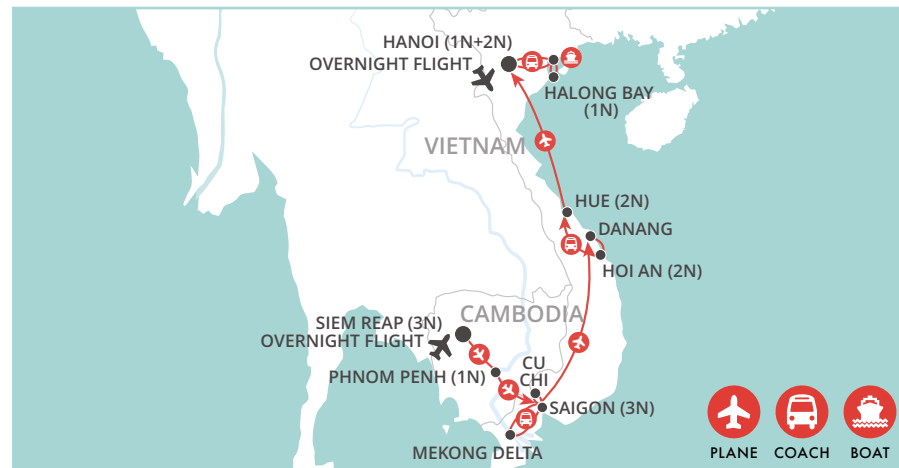 HANOI (1N+2N)
OVERNIGHT FLIGHT
HALONG BAY
(1N)
VIETNAM
HUE (2N)
DANANG
HOI AN (2N)
CAMBODIA
SIEM REAP (3N)
OVERNIGHT FLIGHT
CU
CHI
PHNOM PENH (1N)
SAIGON (3N)
MEKONG DELTA
PLANE COACH BOAT